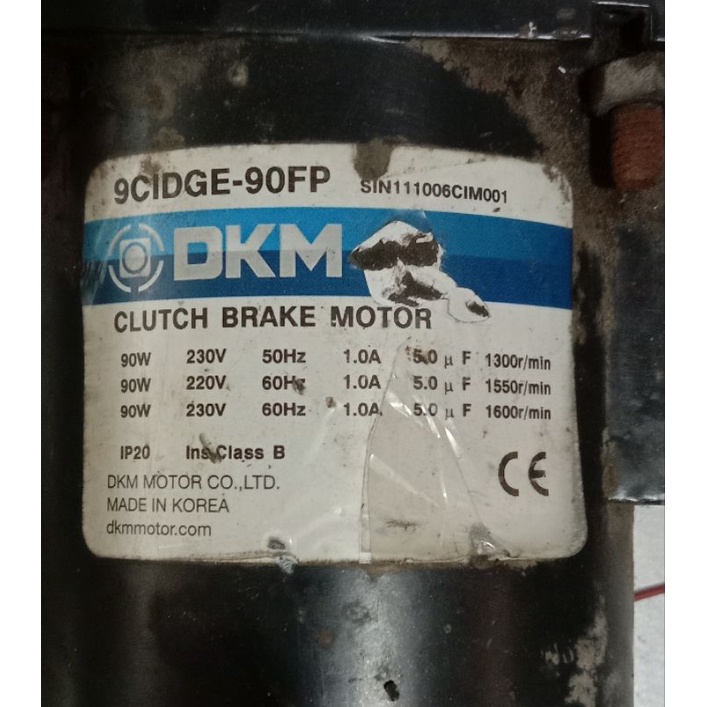 9CIDGE-90FP SIN111006CIM001
DKM
CLUTCH BRAKE MOTOR
90W 230V 50Hz 1.0A 5.0 μ F 1300r/min
90W 220V 60Hz 1.0A 5.0 μ F 1550r/min
90W 230V 60Hz 1.0A 5.0 μ F 1600r/min
IP20 Ins.Class B
CE
DKM MOTOR CO.,LTD.
MADE IN KOREA
dkmmotor.com